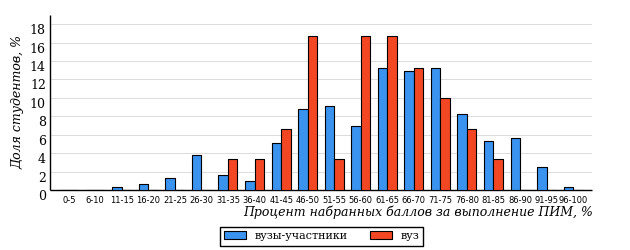 Доля студентов, %
18
16
14
12
10
8
6
4
2
0
0-5 6-10 11-15 16-20 21-25 26-30 31-35 36-40 41-45 46-50 51-55 56-60 61-65 66-70 71-75 76-80 81-85 86-90 91-95 96-100
Процент набранных баллов за выполнение ПИМ, %
вузы-участники вуз